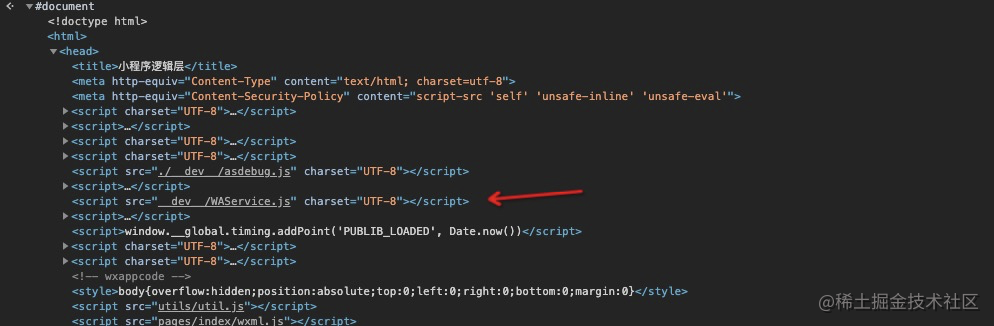 #document
<!doctype html>
<html>
<head>
<title>小程序逻辑层</title>
<meta http-equiv="Content-Type" content="text/html; charset=utf-8">
<meta http-equiv="Content-Security-Policy" content="script-src 'self' 'unsafe-inline' 'unsafe-eval'">
<script charset="UTF-8">…</script>
<script>…</script>
<script charset="UTF-8">…</script>
<script charset="UTF-8">…</script>
<script src="./__dev__/asdebug.js" charset="UTF-8"></script>
<script>…</script>
<script src="__dev__/WAService.js" charset="UTF-8"></script>
<script>…</script>
<script>window.__global.timing.addPoint('PUBLIB_LOADED', Date.now())</script>
<script charset="UTF-8">…</script>
<script charset="UTF-8">…</script>
<!-- wxappcode -->
<style>body{overflow:hidden;position:absolute;top:0;left:0;right:0;bottom:0;margin:0}</style>
<script src="utils/util.js"></script>
<script src="pages/index/wxml.js"></script>
@稀土掘金技术社区